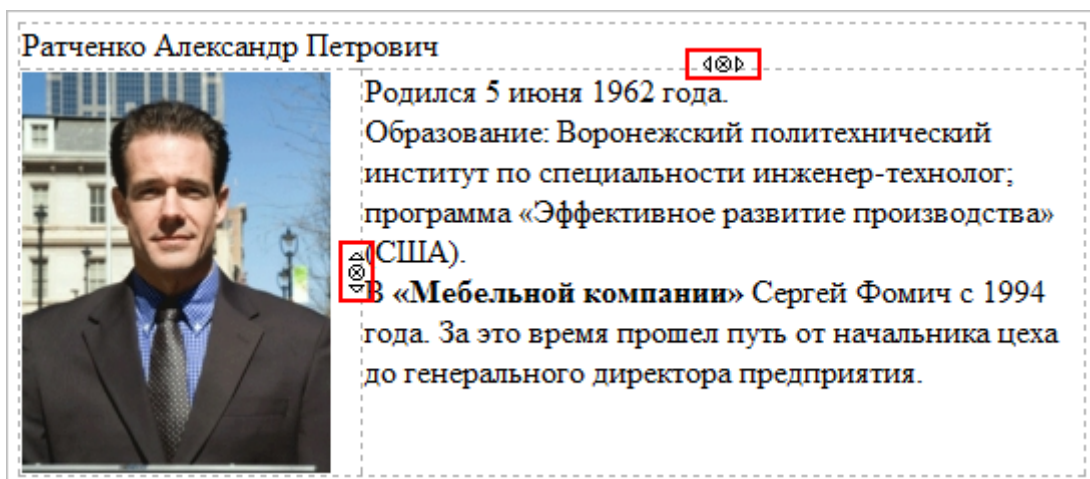 Ратченко Александр Петрович
Родился 5 июня 1962 года.
Образование: Воронежский политехнический
институт по специальности инженер-технолог;
программа «Эффективное развитие производства»
(США).
В «Мебельной компании» Сергей Фомич с 1994
года. За это время прошел путь от начальника цеха
до генерального директора предприятия.